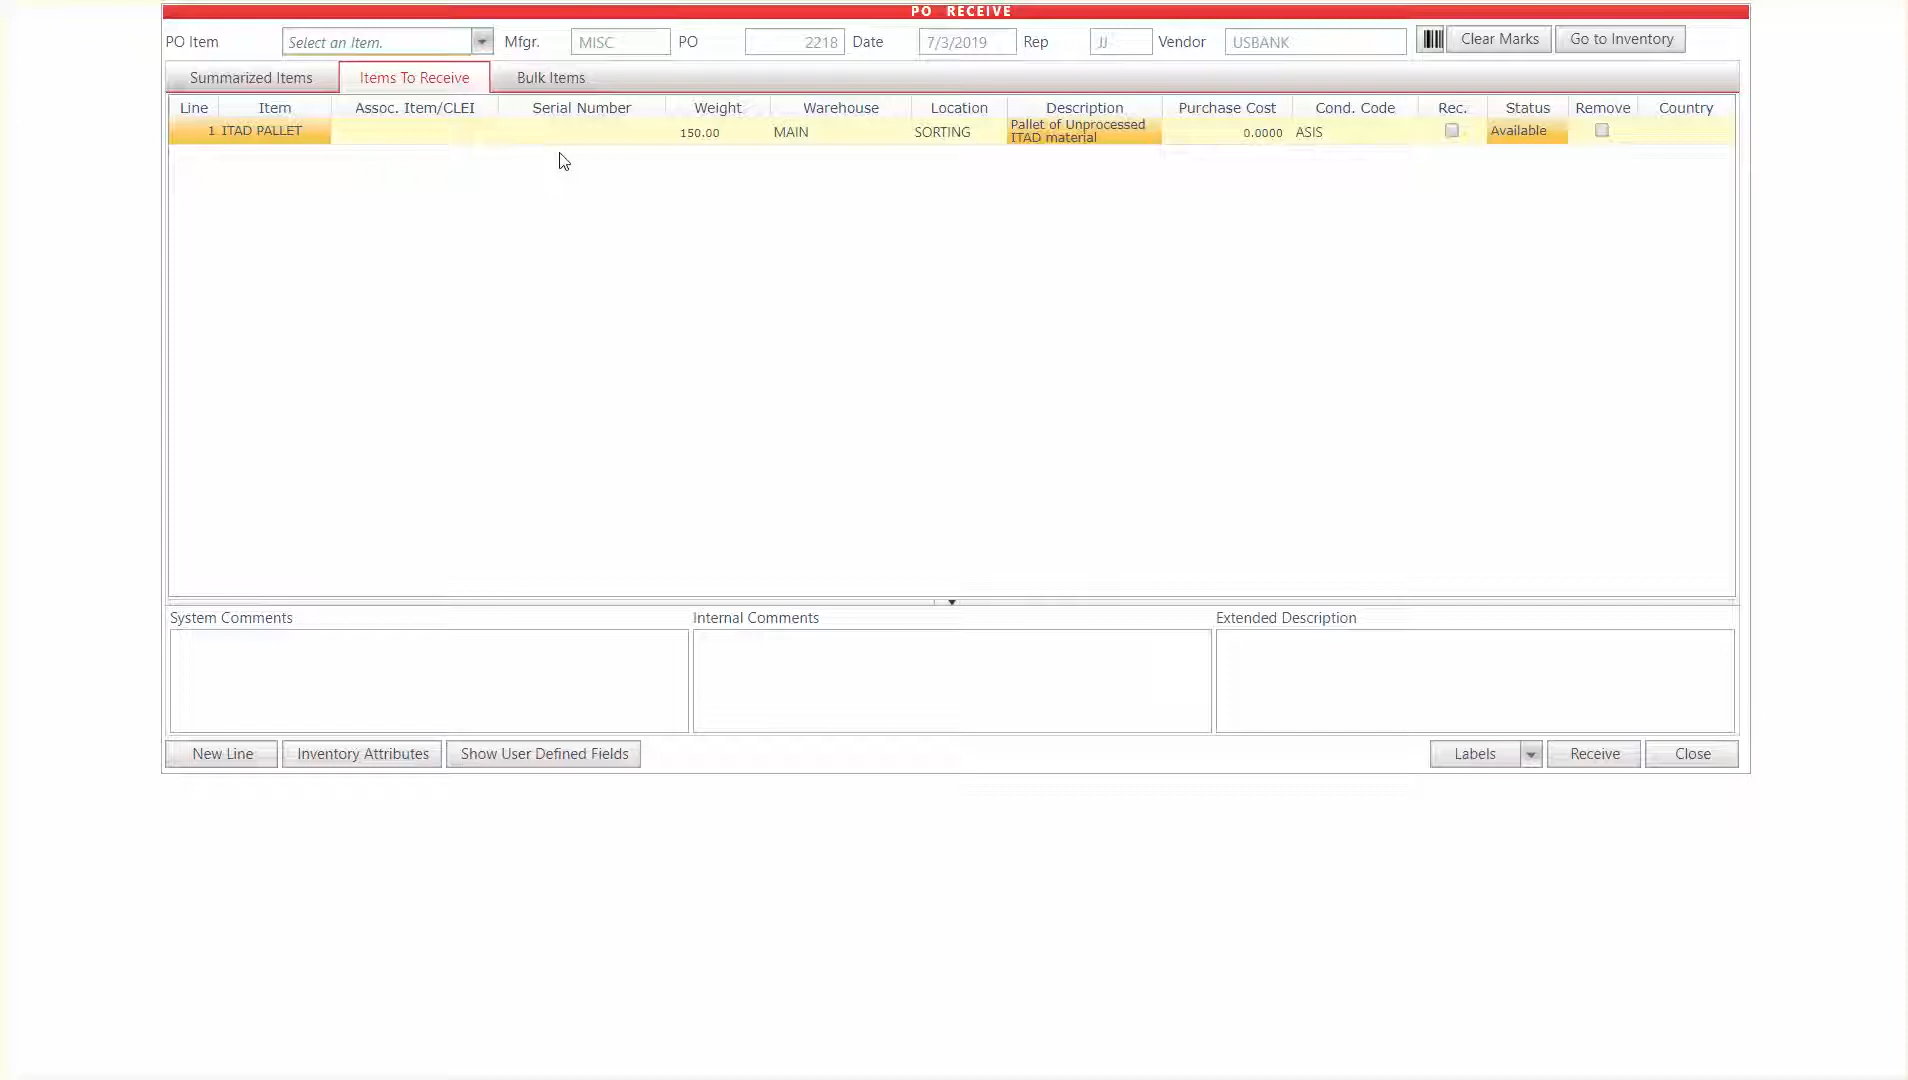 PO RECEIVE
PO Item Select an Item. Mfgr. MISC PO 2218 Date 7/3/2019 Rep JJ Vendor USBANK Clear Marks Go to Inventory
Summarized Items Items To Receive Bulk Items
Line Item Assoc. Item/CLEI Serial Number Weight Warehouse Location Description Purchase Cost Cond. Code Rec. Status Remove Country
1 ITAD PALLET 150.00 MAIN SORTING Pallet of Unprocessed 0.0000 ASIS Available
ITAD material
System Comments Internal Comments Extended Description
New Line Inventory Attributes Show User Defined Fields Labels Receive Close